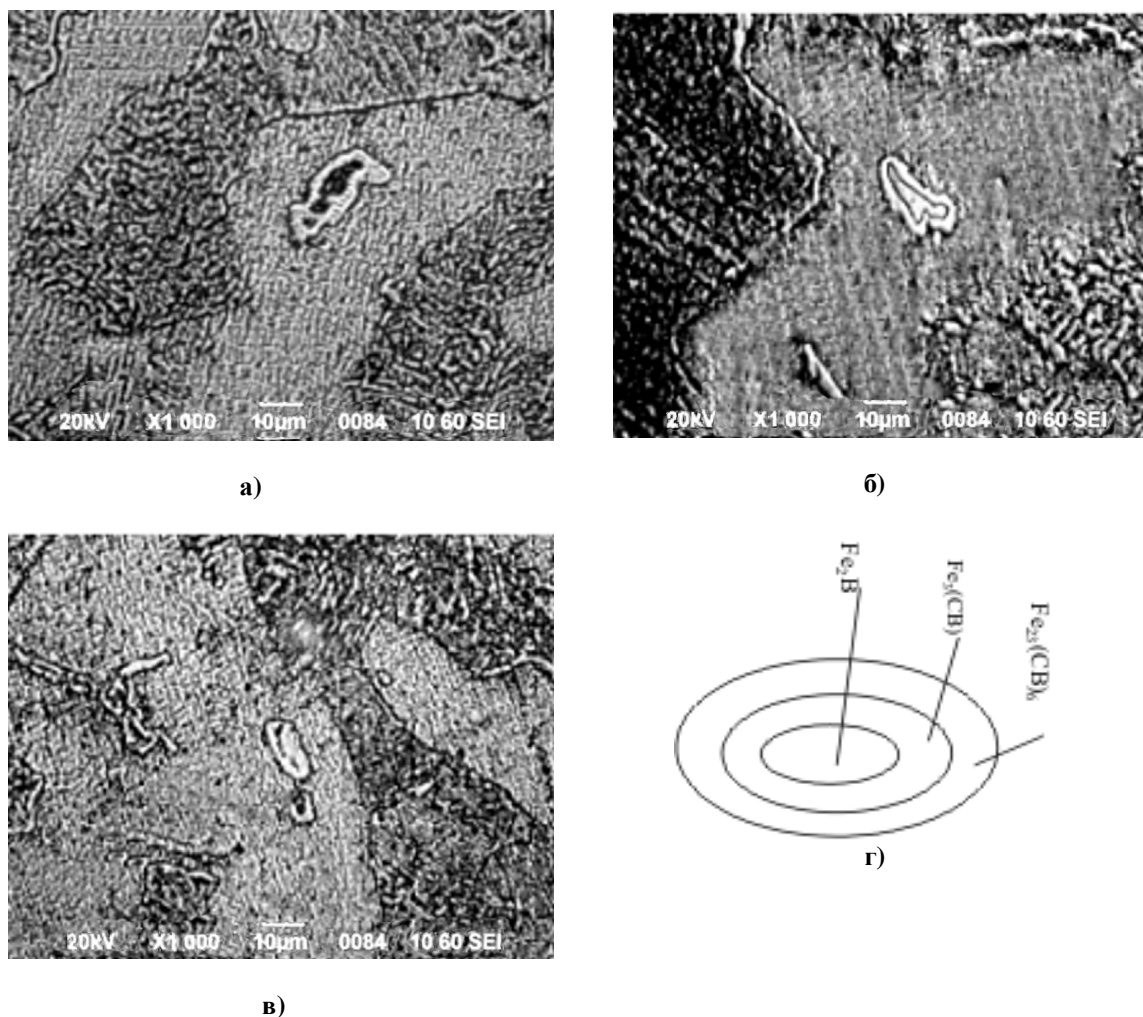 20kV X1 000 10μm 0084 10 60 SEI
а)
20kV X1 000 10μm 0084 10 60 SEI
б)
20kV X1 000 10μm 0084 10 60 SEI
в)
Fe₂B
Fe₃(CB)
Fe₂₃(CB)₆
г)